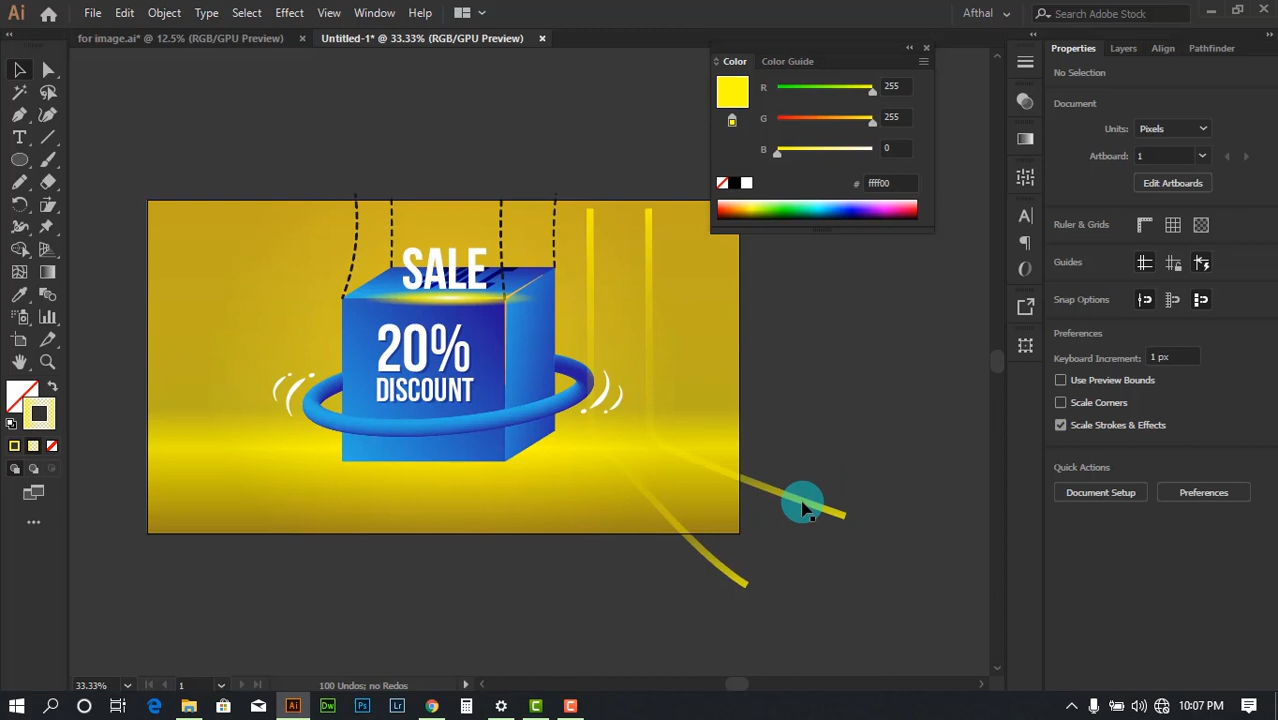 Ai File Edit Object Type Select Effect View Window Help Afthal Search Adobe Stock
for image.ai* @ 12.5% (RGB/GPU Preview) × Untitled-1* @ 33.33% (RGB/GPU Preview) ×
Properties Layers Align Pathfinder
Color Color Guide
No Selection
R 255
Document
G 255
Units: Pixels
B 0
Artboard: 1
# ffff00
Edit Artboards
Ruler & Grids
Guides
Snap Options
Preferences
Keyboard Increment: 1 px
Use Preview Bounds
Scale Corners
Scale Strokes & Effects
Quick Actions
Document Setup Preferences
SALE
20%
DISCOUNT
33.33% 1 100 Undos; no Redos
Dw Ps Lr Ai 10:07 PM